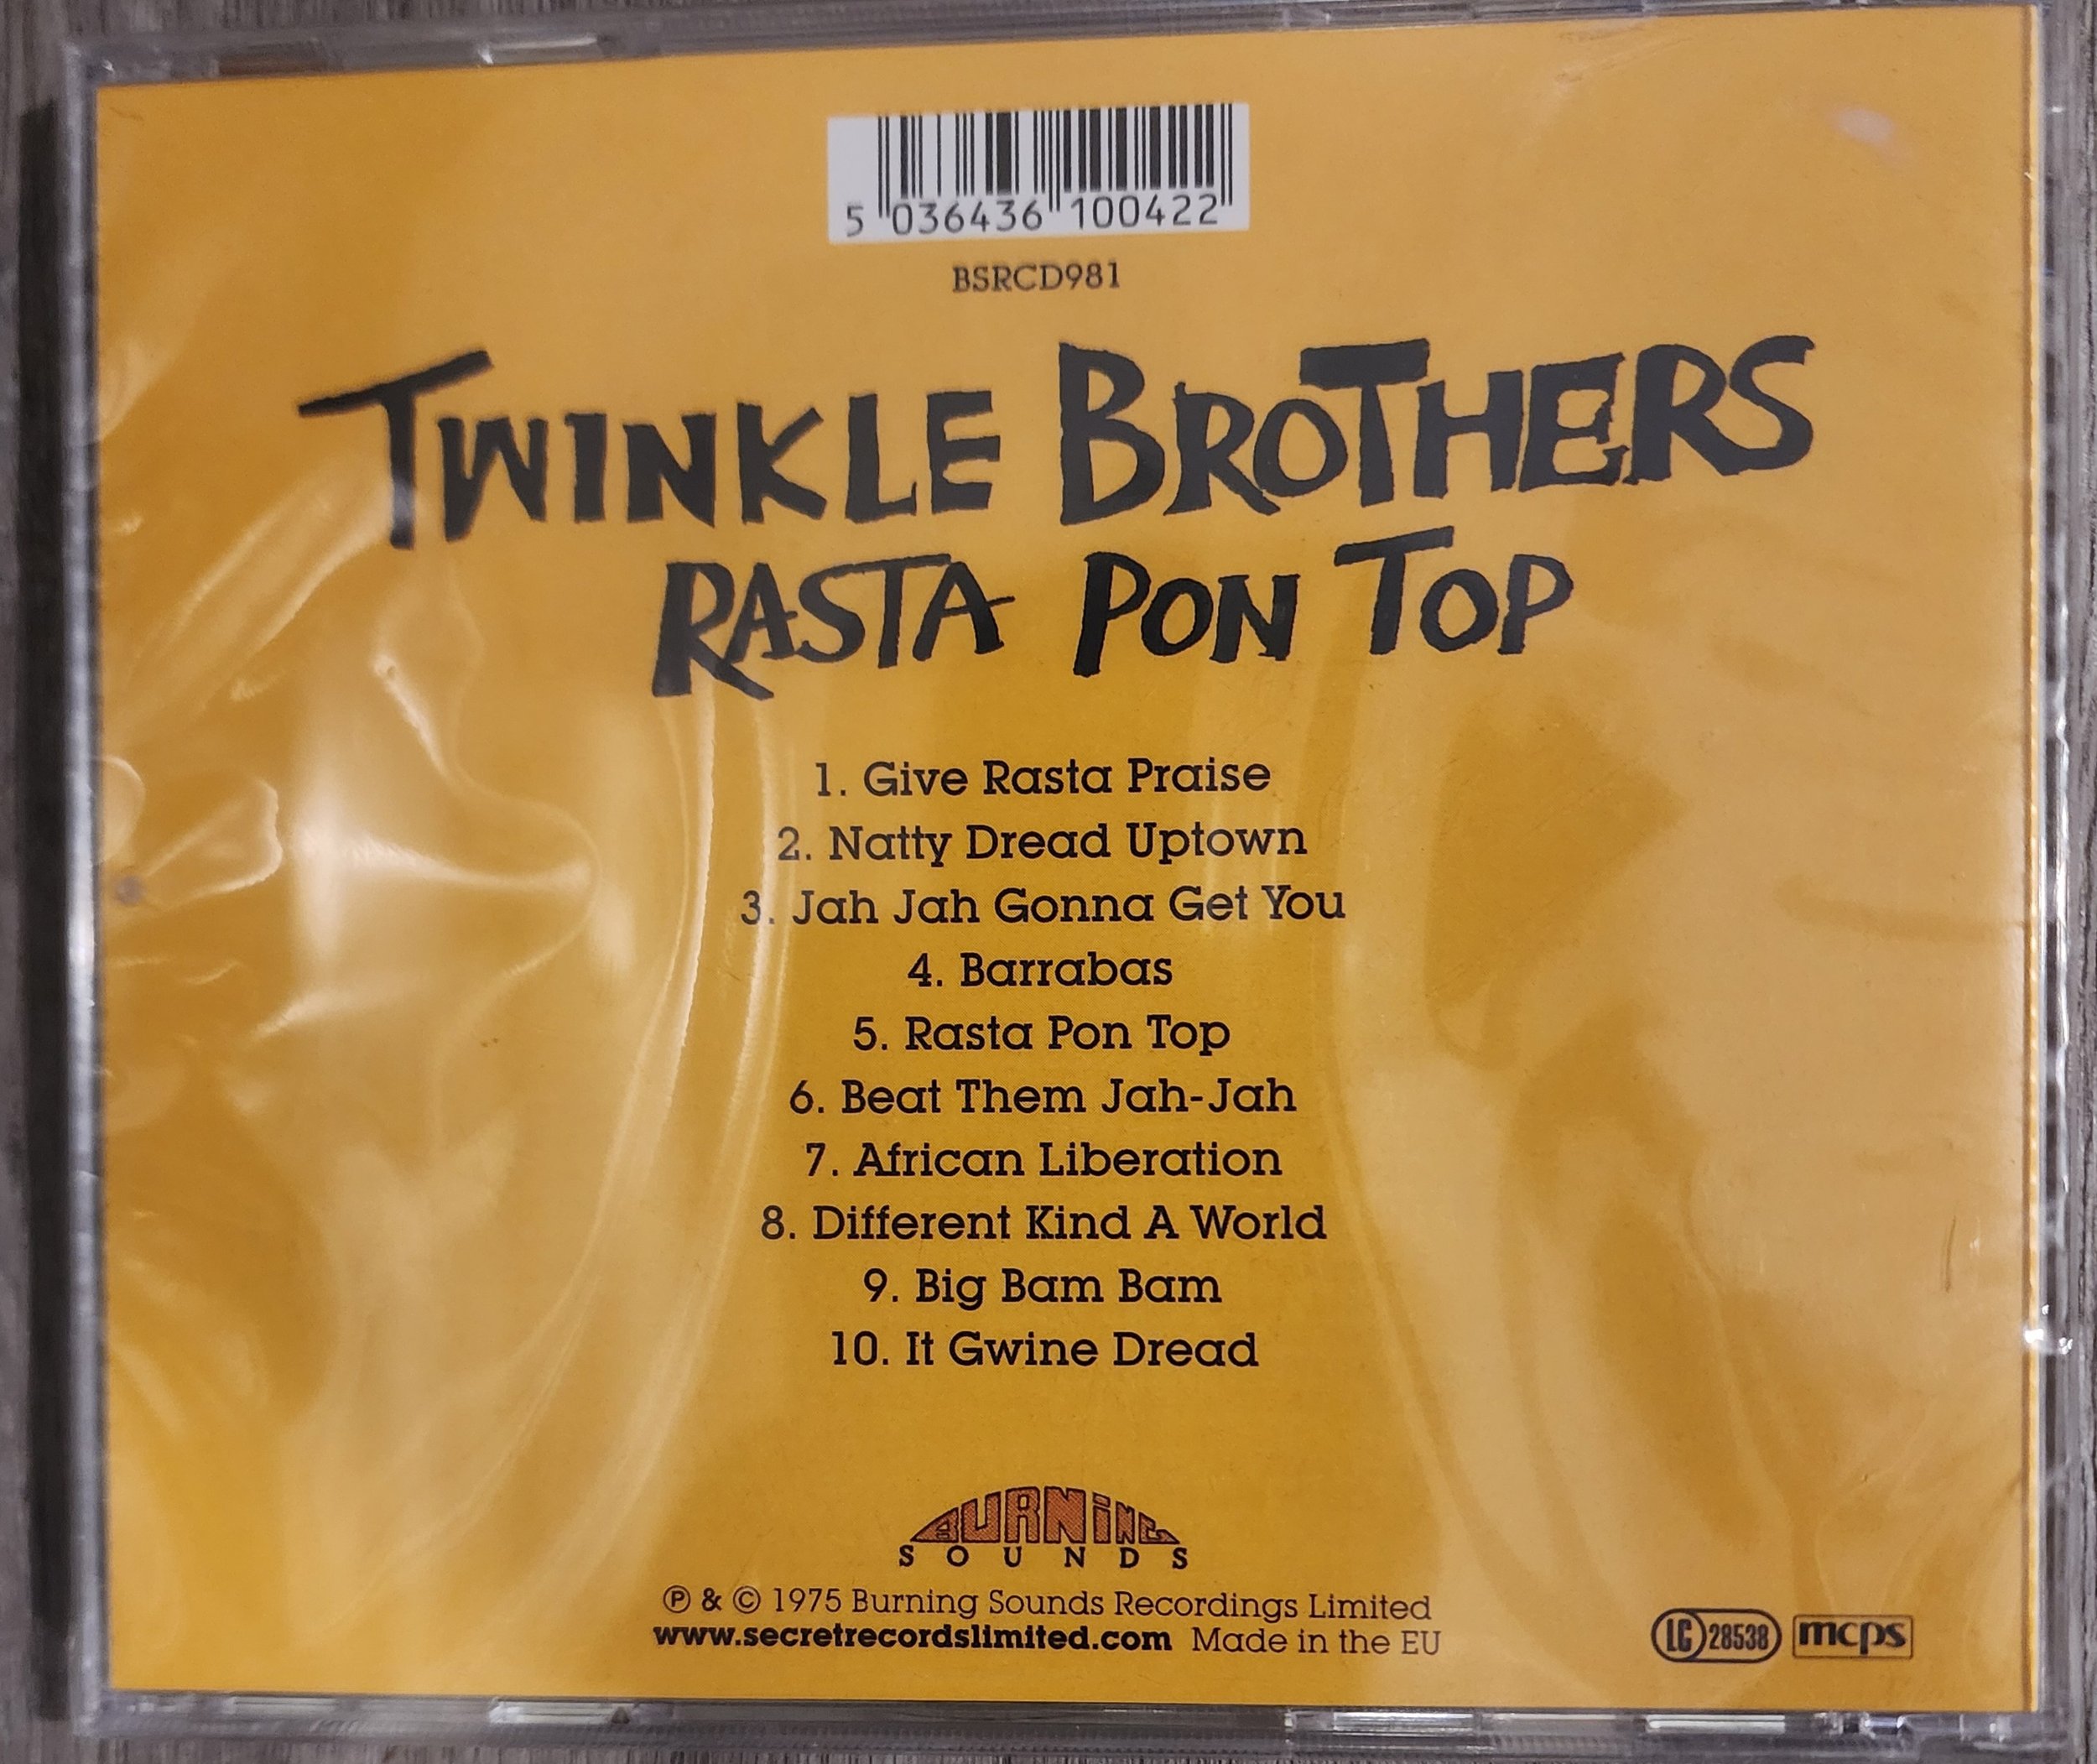 5 036436 100422
BSRCD981
TWINKLE BROTHERS
RASTA PON TOP
1. Give Rasta Praise
2. Natty Dread Uptown
3. Jah Jah Gonna Get You
4. Barrabas
5. Rasta Pon Top
6. Beat Them Jah-Jah
7. African Liberation
8. Different Kind A World
9. Big Bam Bam
10. It Gwine Dread
BURNING
SOUNDS
℗ & © 1975 Burning Sounds Recordings Limited
www.secretrecordslimited.com Made in the EU
LC 28538 mcps